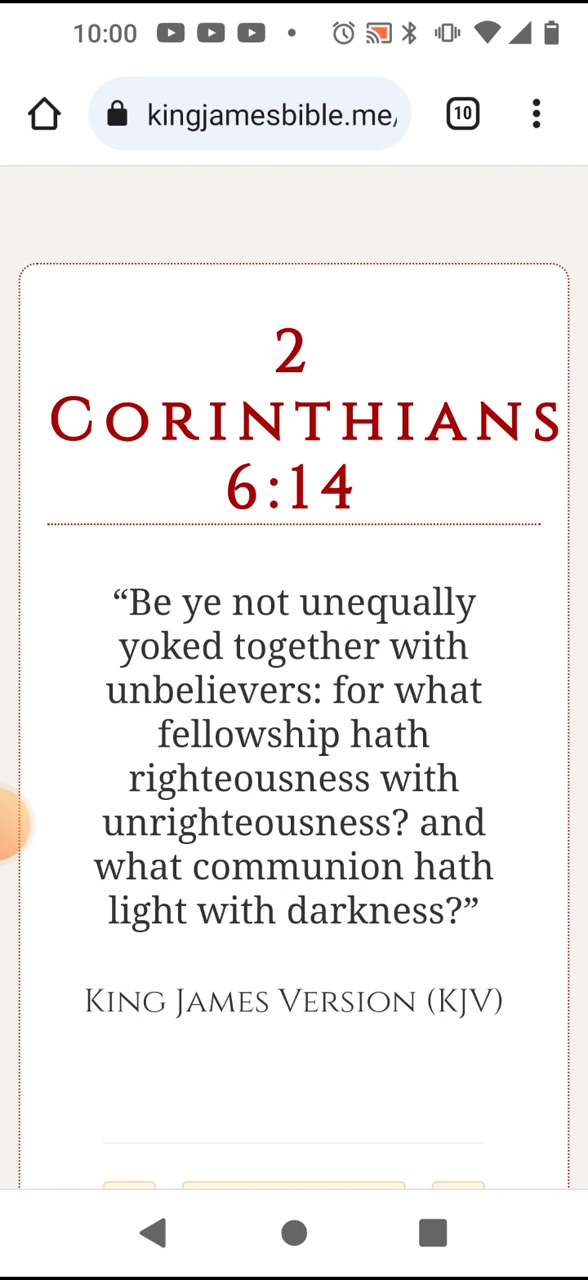 10:00
kingjamesbible.me/
10
2
CORINTHIANS
6:14
“Be ye not unequally
yoked together with
unbelievers: for what
fellowship hath
righteousness with
unrighteousness? and
what communion hath
light with darkness?”
KING JAMES VERSION (KJV)